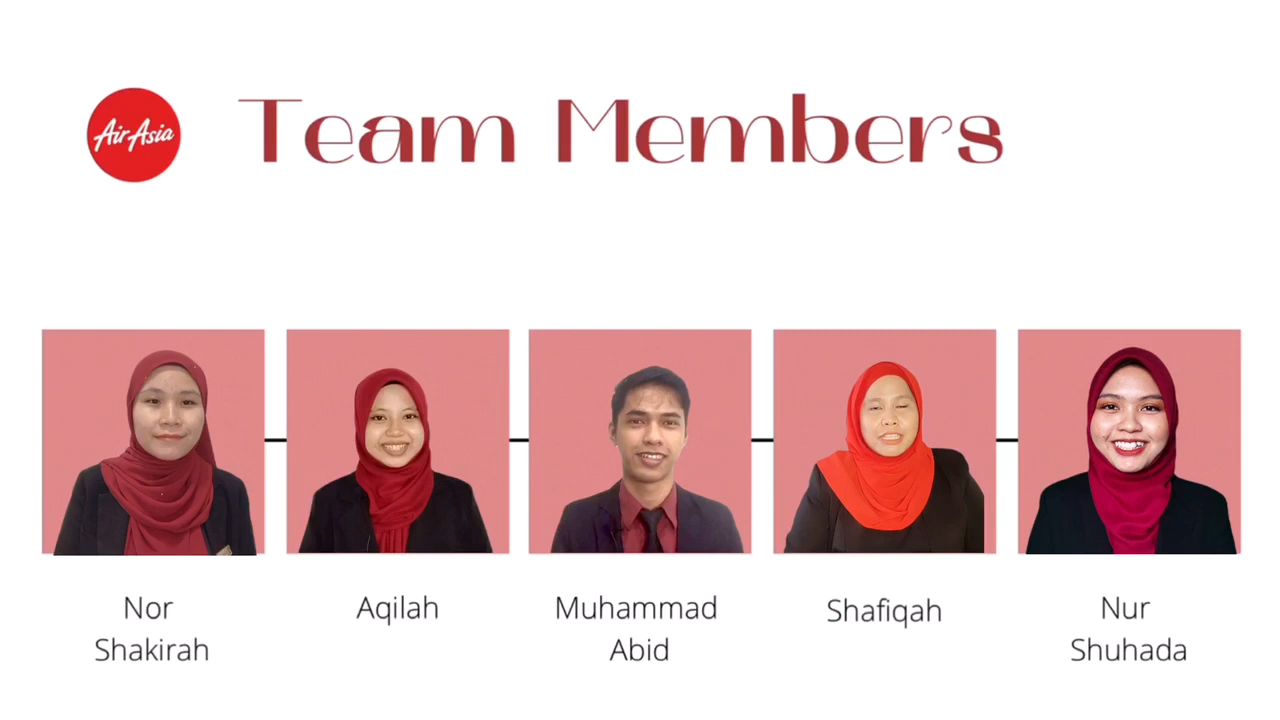 AirAsia
Team Members
Nor
Shakirah
Aqilah
Muhammad
Abid
Shafiqah
Nur
Shuhada